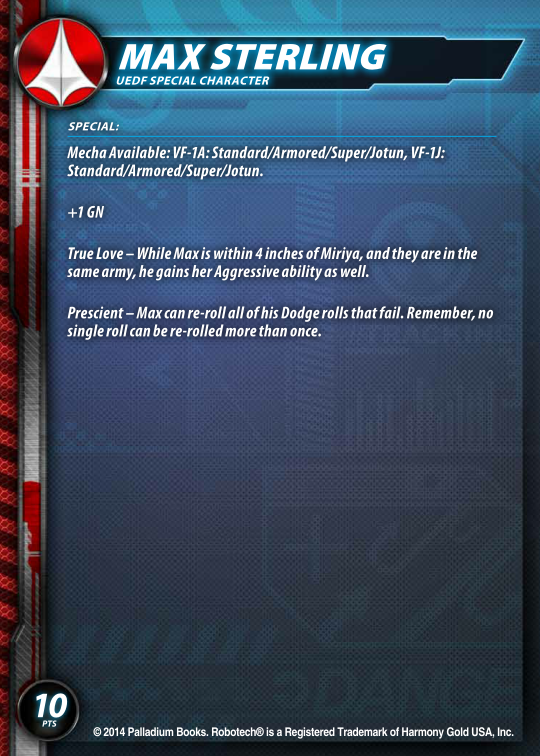 MAX STERLING
UEDF SPECIAL CHARACTER
SPECIAL:
Mecha Available: VF-1A: Standard/Armored/Super/Jotun, VF-1J:
Standard/Armored/Super/Jotun.
+1 GN
True Love – While Max is within 4 inches of Miriya, and they are in the
same army, he gains her Aggressive ability as well.
Prescient – Max can re-roll all of his Dodge rolls that fail. Remember, no
single roll can be re-rolled more than once.
10
PTS
© 2014 Palladium Books. Robotech® is a Registered Trademark of Harmony Gold USA, Inc.